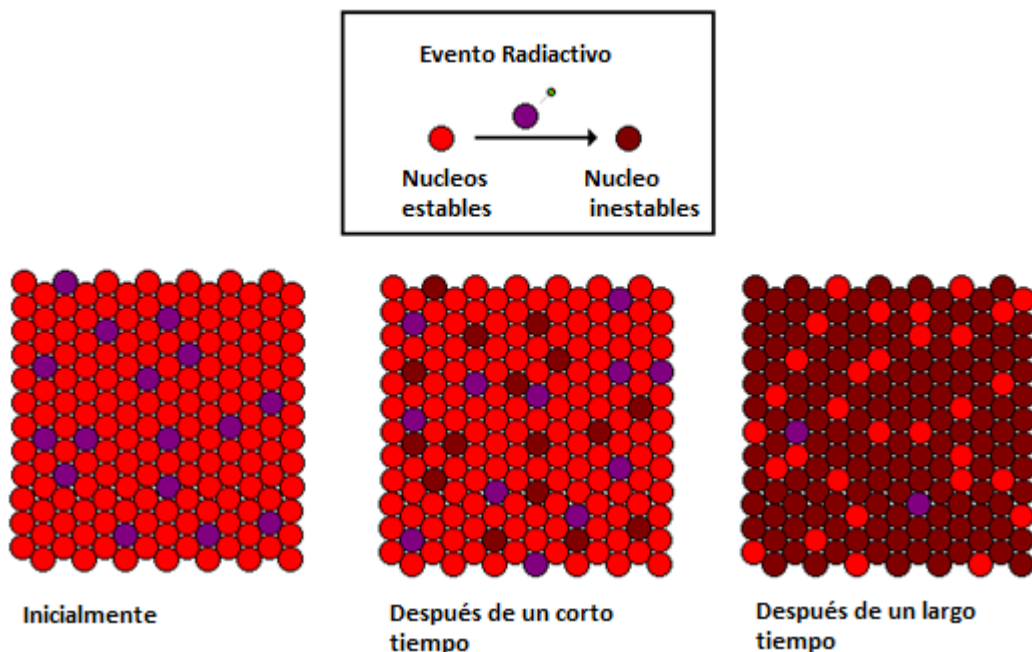 Evento Radiactivo
Nucleos
estables
Nucleo
inestables
Inicialmente
Después de un corto
tiempo
Después de un largo
tiempo